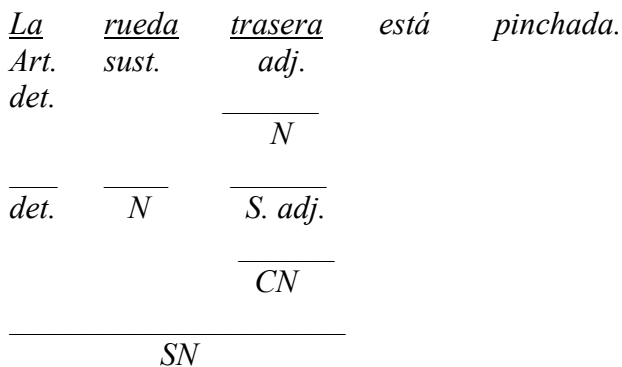 La rueda trasera está pinchada.
Art. sust. adj.
det.
N
det. N S. adj.
CN
SN